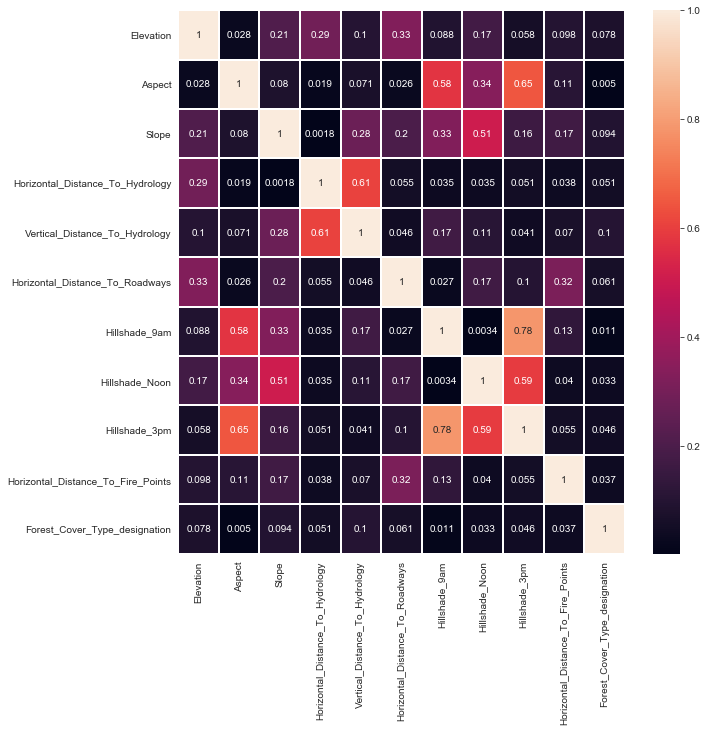 Elevation 1 0.028 0.21 0.29 0.1 0.33 0.088 0.17 0.058 0.098 0.078
Aspect 0.028 1 0.08 0.019 0.071 0.026 0.58 0.34 0.65 0.11 0.005
Slope 0.21 0.08 1 0.0018 0.28 0.2 0.33 0.51 0.16 0.17 0.094
Horizontal_Distance_To_Hydrology 0.29 0.019 0.0018 1 0.61 0.055 0.035 0.035 0.051 0.038 0.051
Vertical_Distance_To_Hydrology 0.1 0.071 0.28 0.61 1 0.046 0.17 0.11 0.041 0.07 0.1
Horizontal_Distance_To_Roadways 0.33 0.026 0.2 0.055 0.046 1 0.027 0.17 0.1 0.32 0.061
Hillshade_9am 0.088 0.58 0.33 0.035 0.17 0.027 1 0.0034 0.78 0.13 0.011
Hillshade_Noon 0.17 0.34 0.51 0.035 0.11 0.17 0.0034 1 0.59 0.04 0.033
Hillshade_3pm 0.058 0.65 0.16 0.051 0.041 0.1 0.78 0.59 1 0.055 0.046
Horizontal_Distance_To_Fire_Points 0.098 0.11 0.17 0.038 0.07 0.32 0.13 0.04 0.055 1 0.037
Forest_Cover_Type_designation 0.078 0.005 0.094 0.051 0.1 0.061 0.011 0.033 0.046 0.037 1
Elevation
Aspect
Slope
Horizontal_Distance_To_Hydrology
Vertical_Distance_To_Hydrology
Horizontal_Distance_To_Roadways
Hillshade_9am
Hillshade_Noon
Hillshade_3pm
Horizontal_Distance_To_Fire_Points
Forest_Cover_Type_designation
1.0
0.8
0.6
0.4
0.2